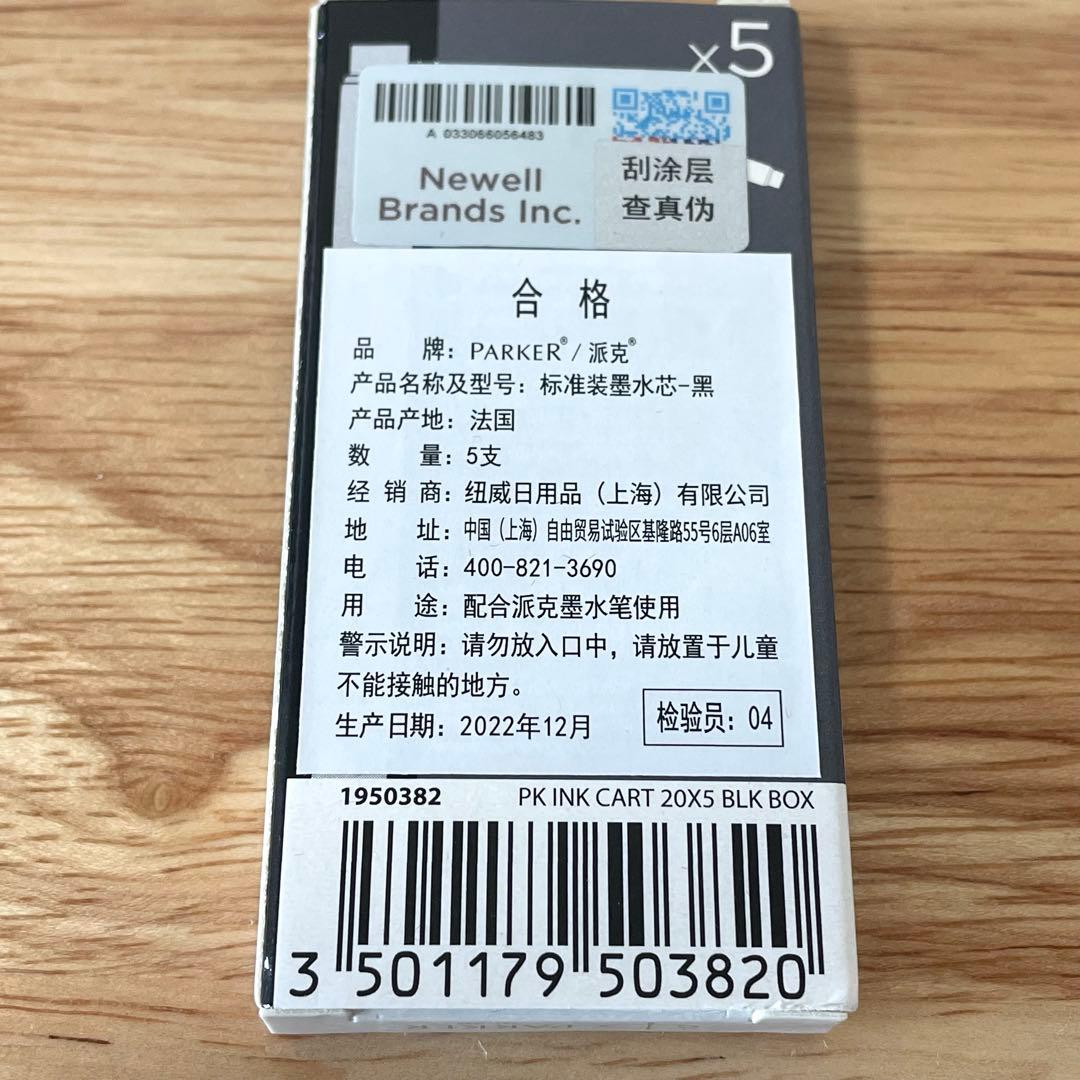 ×5
A 033066056483
Newell
Brands Inc.
刮涂层
查真伪
合 格
品 牌：PARKER® / 派克®
产品名称及型号：标准装墨水芯-黑
产品产地：法国
数 量：5支
经 销 商：纽威日用品（上海）有限公司
地 址：中国（上海）自由贸易试验区基隆路55号6层A06室
电 话：400-821-3690
用 途：配合派克墨水笔使用
警示说明：请勿放入口中，请放置于儿童
不能接触的地方。
生产日期：2022年12月
检验员：04
1950382 PK INK CART 20X5 BLK BOX
3 501179 503820